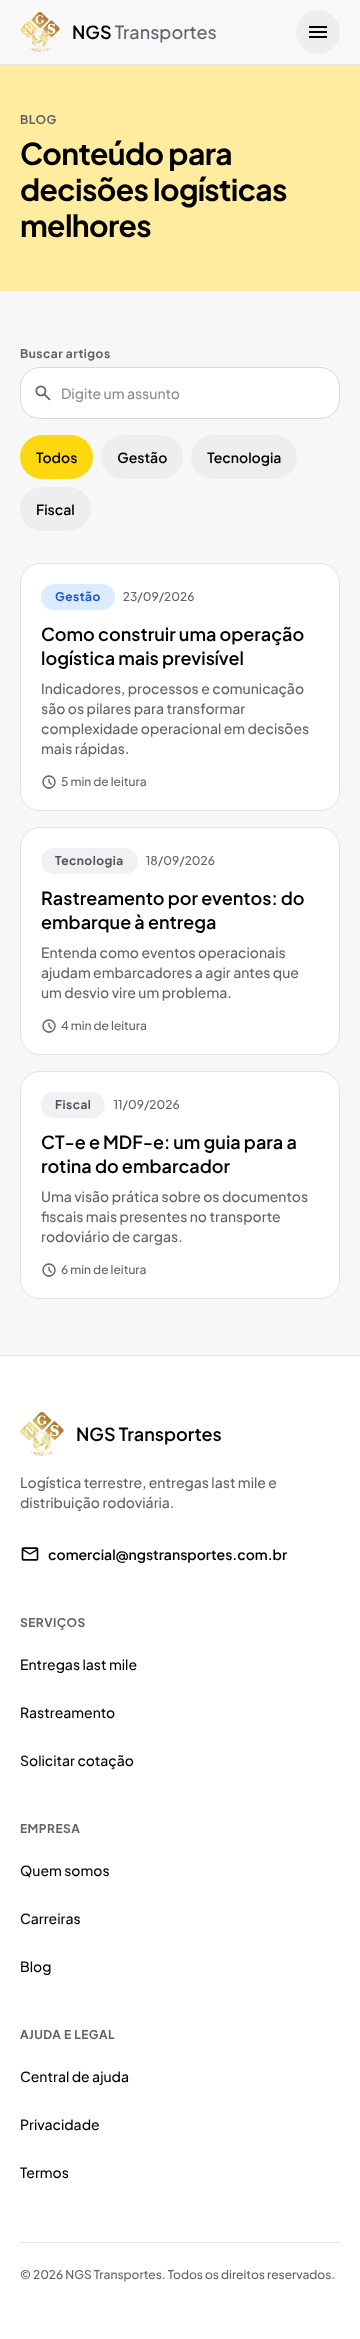 NGS Transportes
BLOG
Conteúdo para
decisões logísticas
melhores
Buscar artigos
Digite um assunto
Todos
Gestão
Tecnologia
Fiscal
Gestão
23/09/2026
Como construir uma operação
logística mais previsível
Indicadores, processos e comunicação
são os pilares para transformar
complexidade operacional em decisões
mais rápidas.
5 min de leitura
Tecnologia
18/09/2026
Rastreamento por eventos: do
embarque à entrega
Entenda como eventos operacionais
ajudam embarcadores a agir antes que
um desvio vire um problema.
4 min de leitura
Fiscal
11/09/2026
CT-e e MDF-e: um guia para a
rotina do embarcador
Uma visão prática sobre os documentos
fiscais mais presentes no transporte
rodoviário de cargas.
6 min de leitura
NGS Transportes
Logística terrestre, entregas last mile e
distribuição rodoviária.
comercial@ngstransportes.com.br
SERVIÇOS
Entregas last mile
Rastreamento
Solicitar cotação
EMPRESA
Quem somos
Carreiras
Blog
AJUDA E LEGAL
Central de ajuda
Privacidade
Termos
© 2026 NGS Transportes. Todos os direitos reservados.